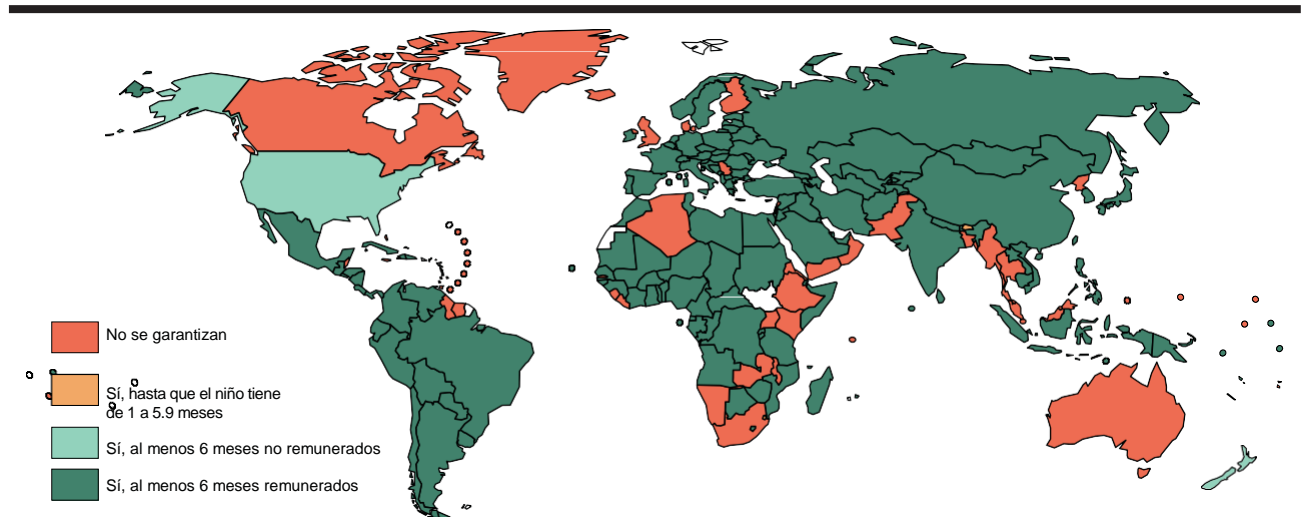 No se garantizan
Sí, hasta que el niño tiene
de 1 a 5.9 meses
Sí, al menos 6 meses no remunerados
Sí, al menos 6 meses remunerados